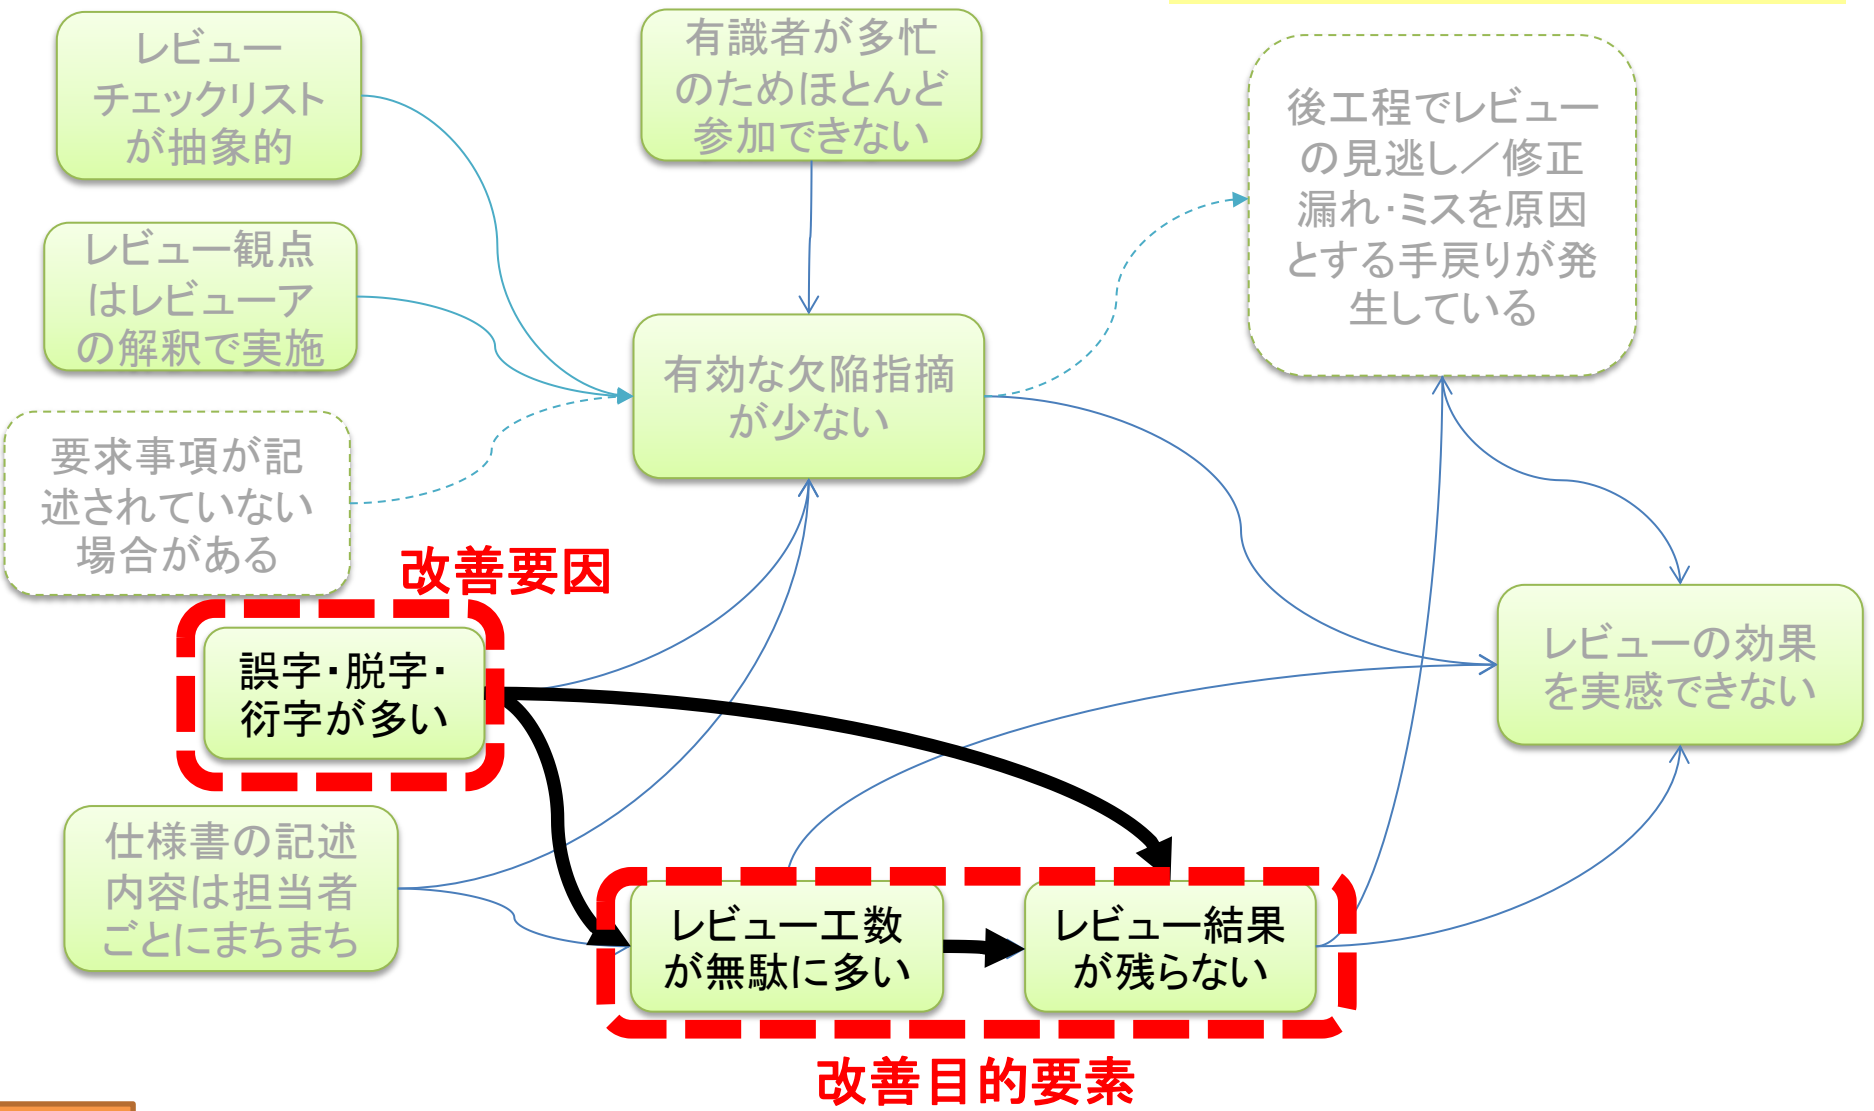 レビュー
チェックリスト
が抽象的
有識者が多忙
のためほとんど
参加できない
後工程でレビュー
の見逃し／修正
漏れ・ミスを原因
とする手戻りが発
生している
レビュー観点
はレビューア
の解釈で実施
有効な欠陥指摘
が少ない
要求事項が記
述されていない
場合がある
改善要因
誤字・脱字・
衍字が多い
レビューの効果
を実感できない
仕様書の記述
内容は担当者
ごとにまちまち
レビュー工数
が無駄に多い
レビュー結果
が残らない
改善目的要素